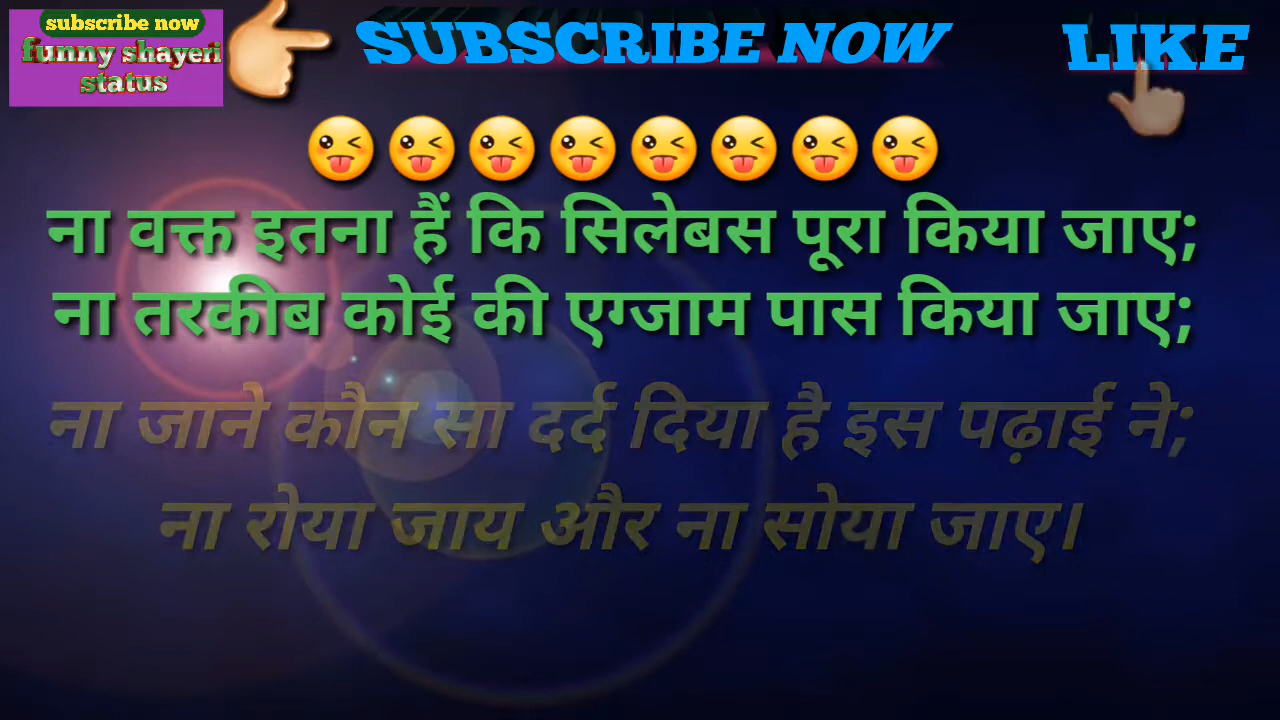 subscribe now
funny shayeri
status
SUBSCRIBE NOW
LIKE
ना वक्त इतना हैं कि सिलेबस पूरा किया जाए;
ना तरकीब कोई की एग्जाम पास किया जाए;
ना जाने कौन सा दर्द दिया है इस पढ़ाई ने;
ना रोया जाय और ना सोया जाए।